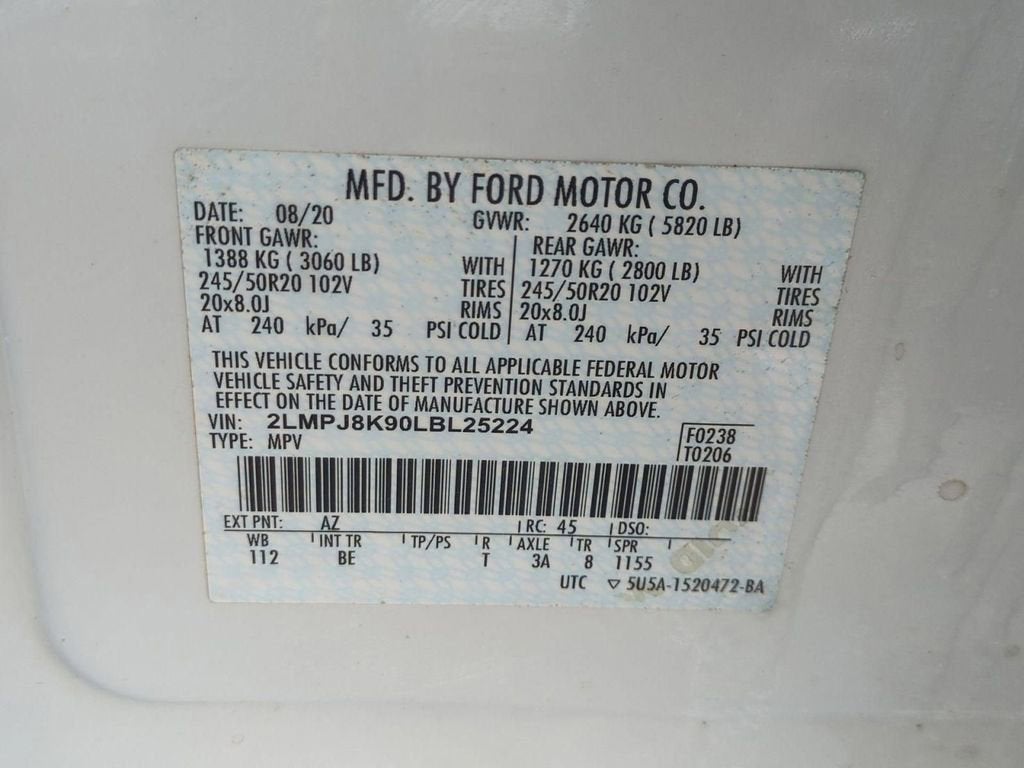 MFD. BY FORD MOTOR CO.
DATE: 08/20 GVWR: 2640 KG ( 5820 LB)
FRONT GAWR: REAR GAWR:
1388 KG ( 3060 LB) WITH 1270 KG ( 2800 LB) WITH
245/50R20 102V TIRES 245/50R20 102V TIRES
20x8.0J RIMS 20x8.0J RIMS
AT 240 kPa/ 35 PSI COLD AT 240 kPa/ 35 PSI COLD
THIS VEHICLE CONFORMS TO ALL APPLICABLE FEDERAL MOTOR
VEHICLE SAFETY AND THEFT PREVENTION STANDARDS IN
EFFECT ON THE DATE OF MANUFACTURE SHOWN ABOVE.
VIN: 2LMPJ8K90LBL25224
TYPE: MPV
F0238
T0206
EXT PNT: AZ RC: 45 DSO:
WB INT TR TP/PS R AXLE TR SPR
112 BE T 3A 8 1155
UTC ▽ 5U5A-1520472-BA